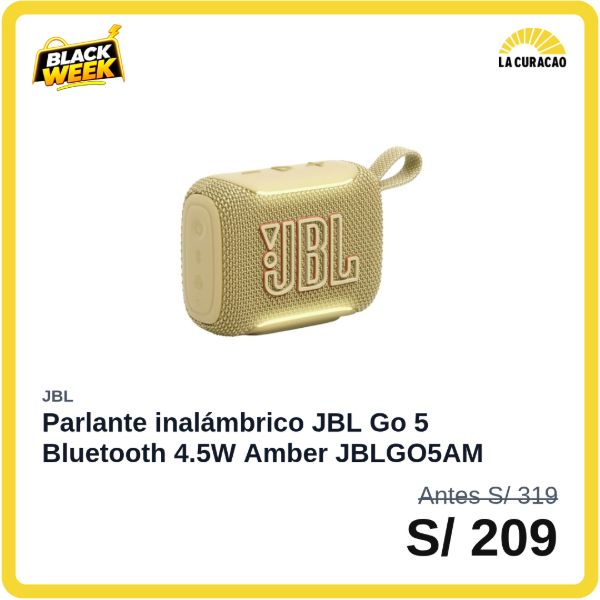 BLACK
WEEK
LA CURACAO
JBL
JBL
Parlante inalámbrico JBL Go 5
Bluetooth 4.5W Amber JBLGO5AM
Antes S/ 319
S/ 209